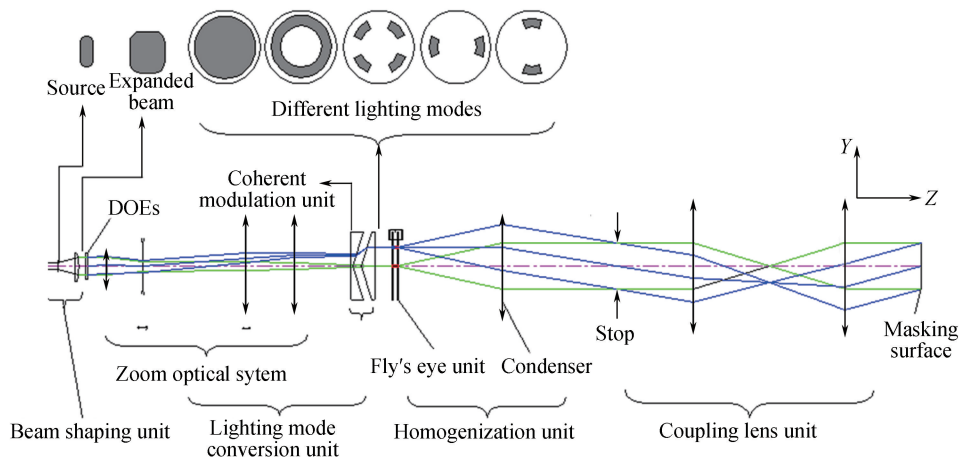 Source
Expanded
beam
Different lighting modes
Y
Z
Coherent
modulation unit
DOEs
Stop
Masking
surface
Fly's eye unit
Condenser
Zoom optical sytem
Beam shaping unit
Lighting mode
conversion unit
Homogenization unit
Coupling lens unit